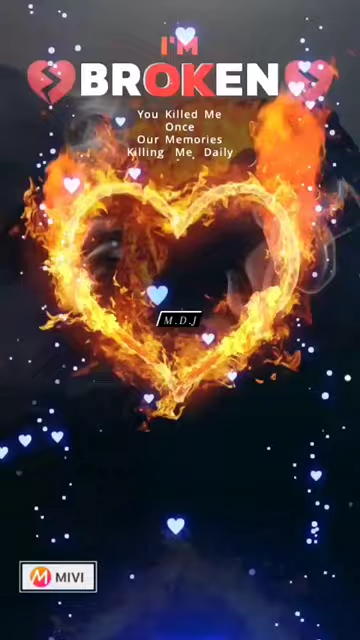 I'M
BROKEN
You Killed Me
Once
Our Memories
Killing Me Daily
M.D.J
MIVI